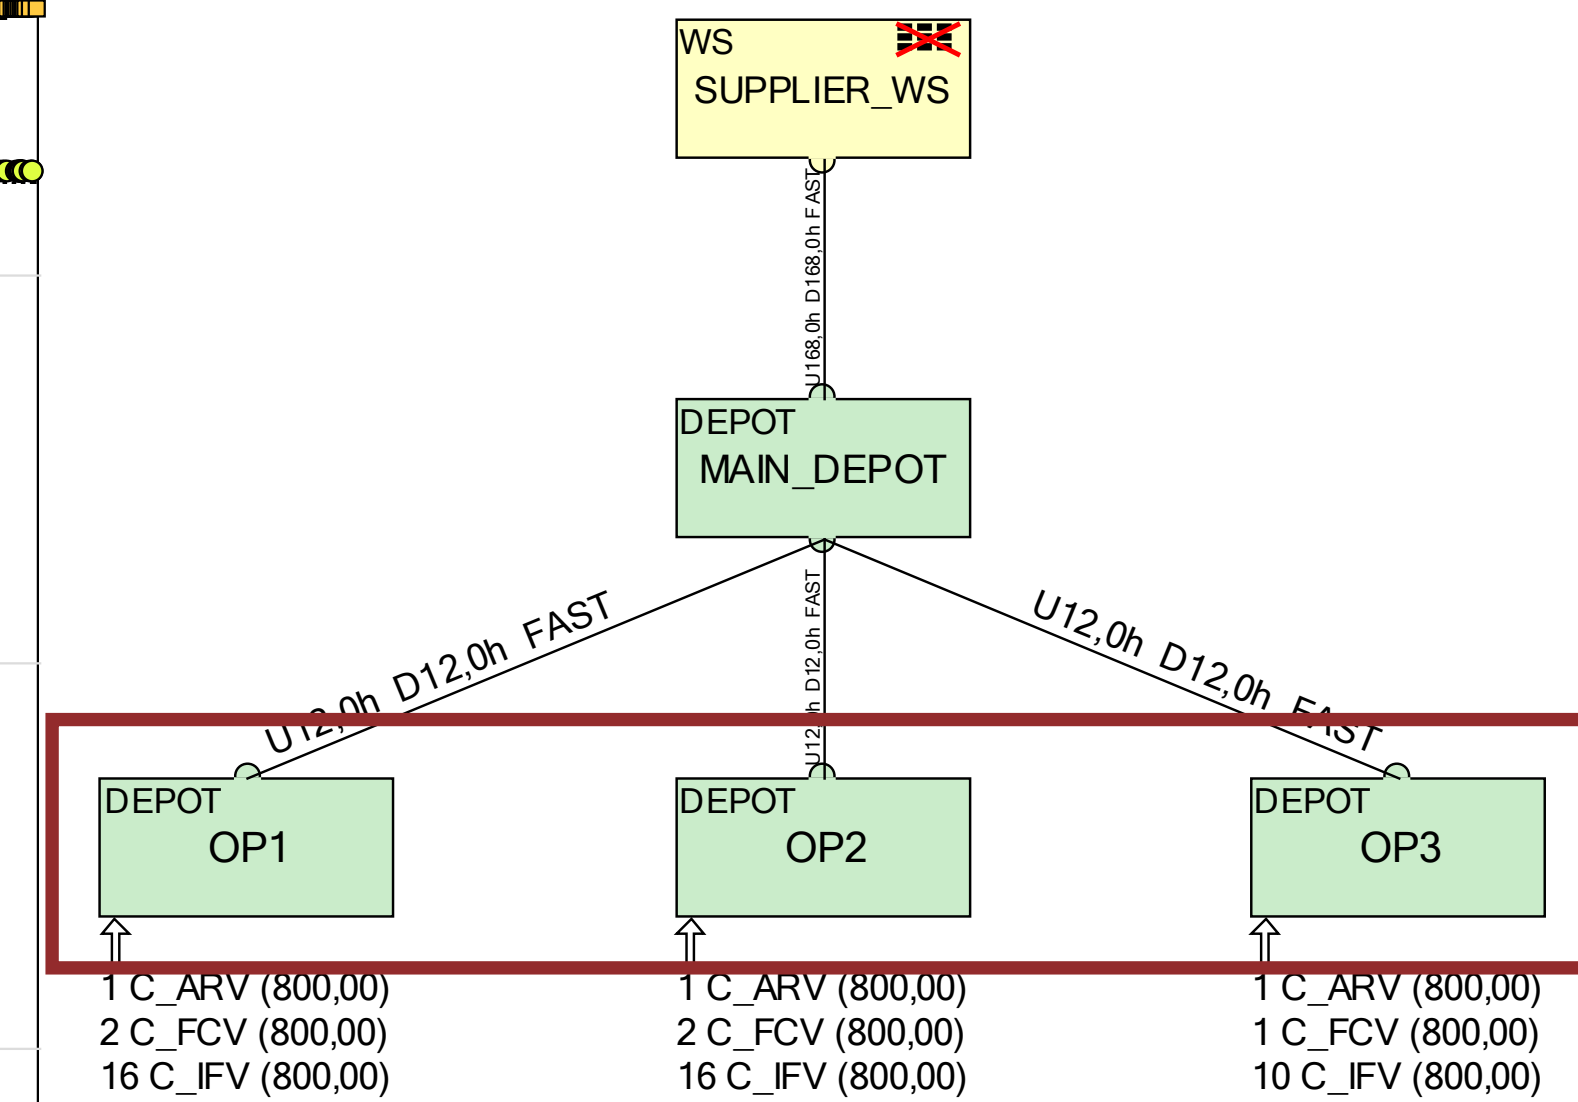 WS
SUPPLIER_WS
U168,0h D168,0h FAST
DEPOT
MAIN_DEPOT
U12,0h D12,0h FAST
U12,0h D12,0h FAST
U12,0h D12,0h FAST
DEPOT
OP1
DEPOT
OP2
DEPOT
OP3
1 C_ARV (800,00)
2 C_FCV (800,00)
16 C_IFV (800,00)
1 C_ARV (800,00)
2 C_FCV (800,00)
16 C_IFV (800,00)
1 C_ARV (800,00)
1 C_FCV (800,00)
10 C_IFV (800,00)